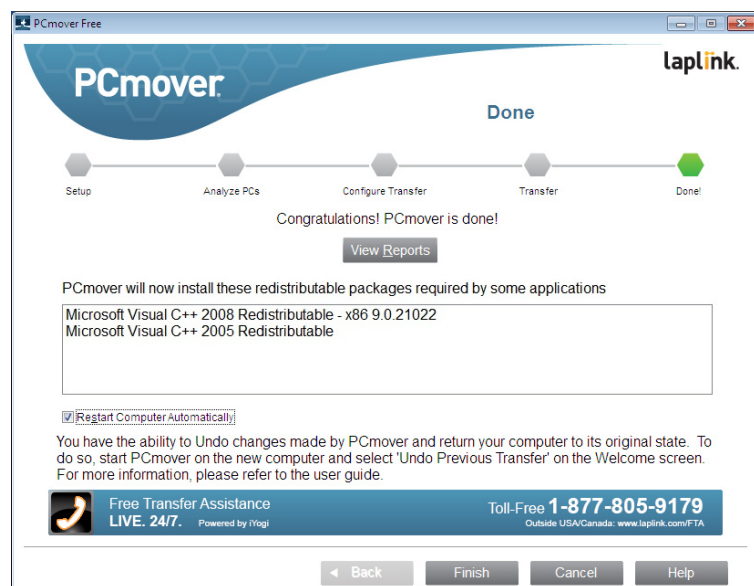 PCmover Free
PCmover.
laplink.
Done
Setup
Analyze PCs
Configure Transfer
Transfer
Done!
Congratulations! PCmover is done!
View Reports
PCmover will now install these redistributable packages required by some applications
Microsoft Visual C++ 2008 Redistributable - x86 9.0.21022
Microsoft Visual C++ 2005 Redistributable
Restart Computer Automatically
You have the ability to Undo changes made by PCmover and return your computer to its original state. To
do so, start PCmover on the new computer and select 'Undo Previous Transfer' on the Welcome screen.
For more information, please refer to the user guide.
Free Transfer Assistance
LIVE. 24/7. Powered by iYogi
Toll-Free 1-877-805-9179
Outside USA/Canada: www.laplink.com/FTA
Back
Finish
Cancel
Help